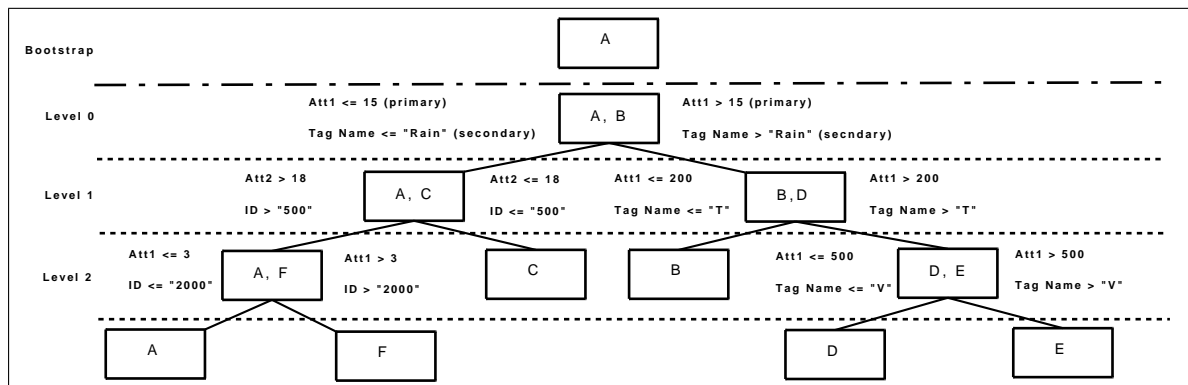 A
Bootstrap
Level 0
Att1 <= 15 (primary)
A, B
Att1 > 15 (primary)
Tag Name <= "Rain" (secondary)
Tag Name > "Rain" (secndary)
Level 1
Att2 > 18
A, C
Att2 <= 18
Att1 <= 200
B,D
Att1 > 200
ID > "500"
ID <= "500"
Tag Name <= "T"
Tag Name > "T"
Level 2
Att1 <= 3
A, F
Att1 > 3
C
B
Att1 <= 500
D, E
Att1 > 500
ID <= "2000"
ID > "2000"
Tag Name <= "V"
Tag Name > "V"
A
F
D
E